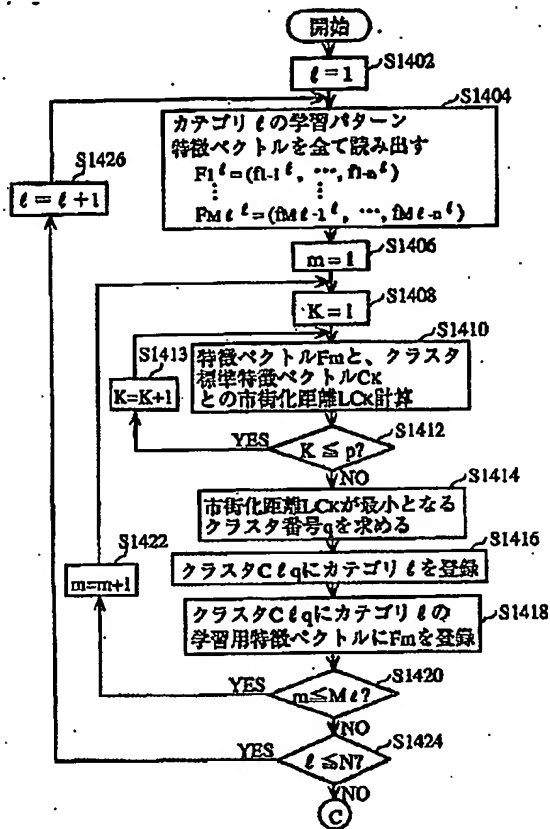 開始
S1402
ℓ=1
S1404
カテゴリℓの学習パターン
特徴ベクトルを全て読み出す
F1ℓ=(f1-1ℓ, …, f1-nℓ)
⋮ ⋮
FMℓℓ=(fMℓ-1ℓ, …, fMℓ-nℓ)
S1426
ℓ=ℓ+1
S1406
m=1
S1408
K=1
S1410
特徴ベクトルFmと、クラスタ
標準特徴ベクトルCK
との市街化距離LCK計算
S1413
K=K+1
S1412
K≦p?
YES
NO
S1414
市街化距離LCKが最小となる
クラスタ番号qを求める
S1416
クラスタCℓqにカテゴリℓを登録
S1422
m=m+1
S1418
クラスタCℓqにカテゴリℓの
学習用特徴ベクトルにFmを登録
S1420
m≦Mℓ?
YES
NO
S1424
ℓ≦N?
YES
NO
C